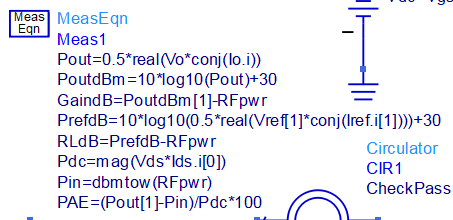 Meas
Eqn
MeasEqn
Meas1
Pout=0.5*real(Vo*conj(Io.i))
PoutdBm=10*log10(Pout)+30
GaindB=PoutdBm[1]-RFpwr
PrefdB=10*log10(0.5*real(Vref[1]*conj(Iref.i[1])))+30
RLdB=PrefdB-RFpwr
Pdc=mag(Vds*Ids.i[0])
Pin=dbmtow(RFpwr)
PAE=(Pout[1]-Pin)/Pdc*100
Circulator
CIR1
CheckPass